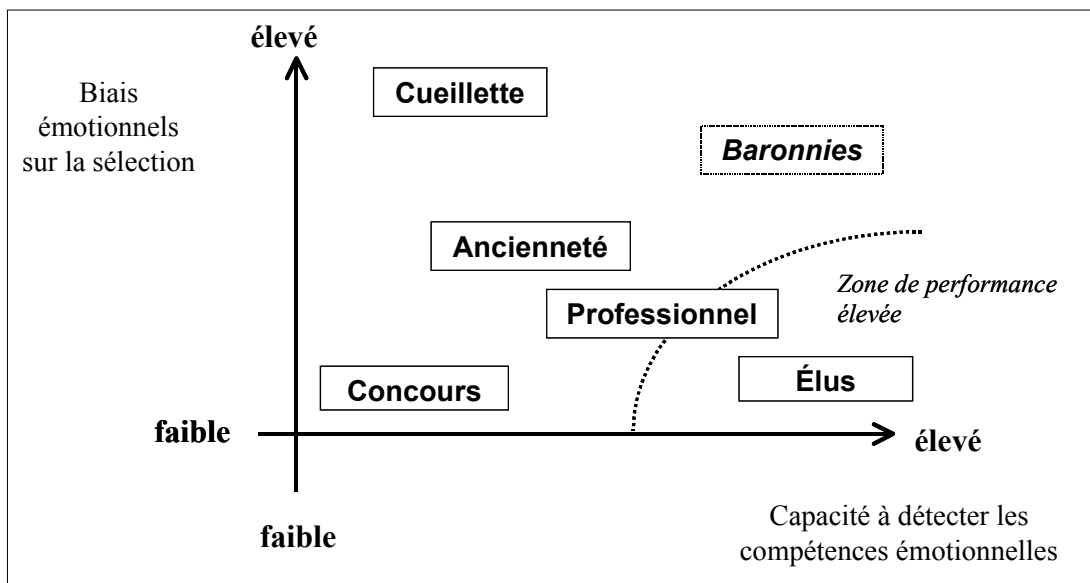 élevé
Biais
émotionnels
sur la sélection
Cueillette
Baronnies
Ancienneté
Zone de performance
élevée
Professionnel
Élus
Concours
faible
élevé
faible
Capacité à détecter les
compétences émotionnelles